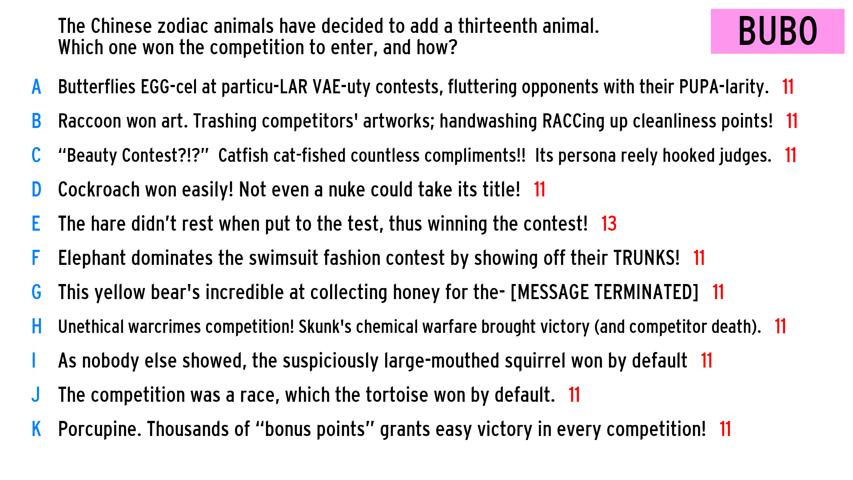 The Chinese zodiac animals have decided to add a thirteenth animal.
Which one won the competition to enter, and how?
BUBO
A Butterflies EGG-cel at particu-LAR VAE-uty contests, fluttering opponents with their PUPA-larity. 11
B Raccoon won art. Trashing competitors' artworks; handwashing RACCing up cleanliness points! 11
C “Beauty Contest?!?” Catfish cat-fished countless compliments!! Its persona reely hooked judges. 11
D Cockroach won easily! Not even a nuke could take its title! 11
E The hare didn’t rest when put to the test, thus winning the contest! 13
F Elephant dominates the swimsuit fashion contest by showing off their TRUNKS! 11
G This yellow bear's incredible at collecting honey for the- [MESSAGE TERMINATED] 11
H Unethical warcrimes competition! Skunk's chemical warfare brought victory (and competitor death). 11
I As nobody else showed, the suspiciously large-mouthed squirrel won by default 11
J The competition was a race, which the tortoise won by default. 11
K Porcupine. Thousands of “bonus points” grants easy victory in every competition! 11